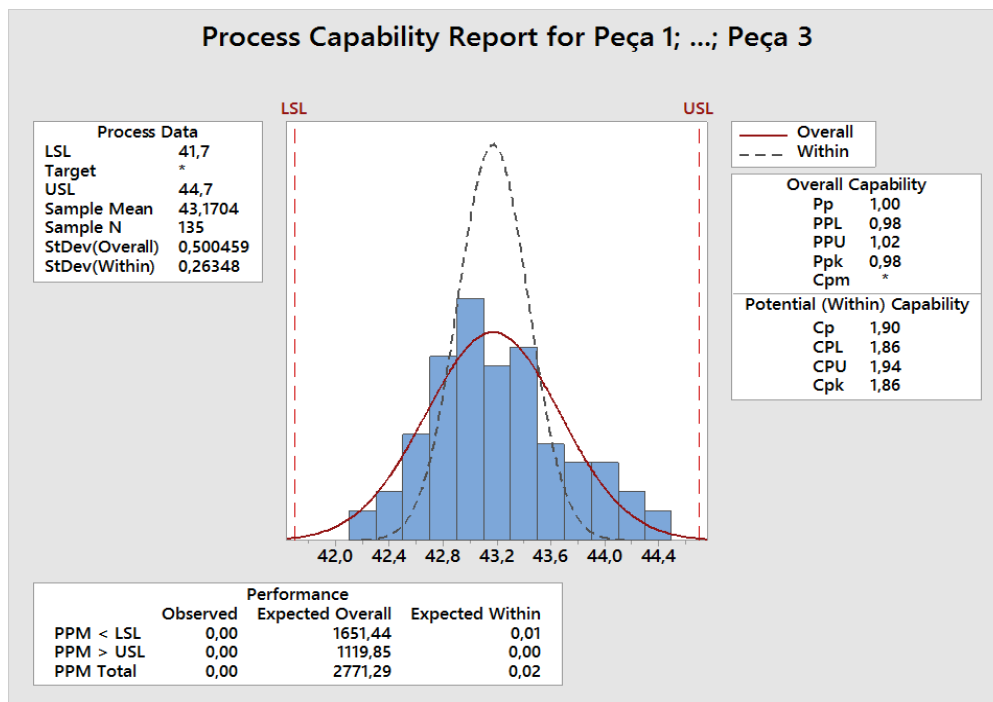 Process Capability Report for Peça 1; ...; Peça 3
LSL USL
Process Data
LSL 41,7
Target *
USL 44,7
Sample Mean 43,1704
Sample N 135
StDev(Overall) 0,500459
StDev(Within) 0,26348
Overall
Within
Overall Capability
Pp 1,00
PPL 0,98
PPU 1,02
Ppk 0,98
Cpm *
Potential (Within) Capability
Cp 1,90
CPL 1,86
CPU 1,94
Cpk 1,86
42,0 42,4 42,8 43,2 43,6 44,0 44,4
Performance
Observed Expected Overall Expected Within
PPM < LSL 0,00 1651,44 0,01
PPM > USL 0,00 1119,85 0,00
PPM Total 0,00 2771,29 0,02